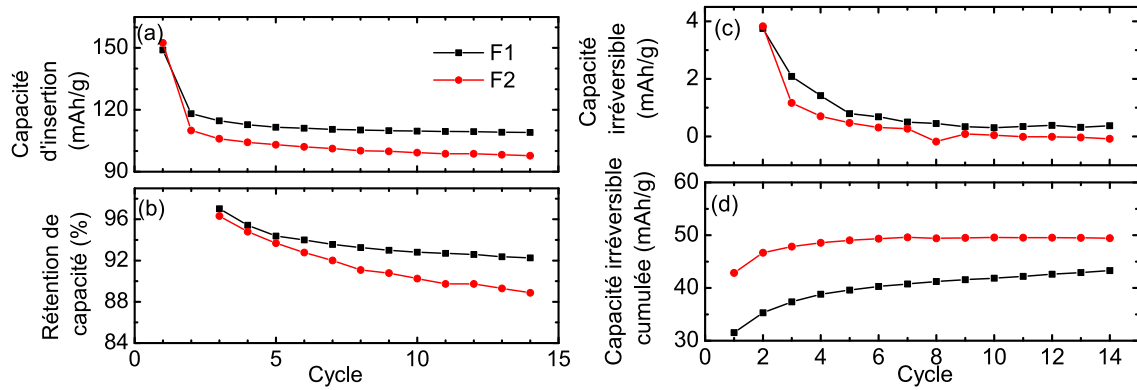 (a)
Capacité
d'insertion
(mAh/g)
150
120
90
F1
F2
(b)
Rétention de
capacité (%)
96
92
88
84
0
5
10
15
Cycle
(c)
Capacité
irréversible
(mAh/g)
4
2
0
(d)
Capacité irréversible
cumulée (mAh/g)
60
50
40
30
0
2
4
6
8
10
12
14
Cycle